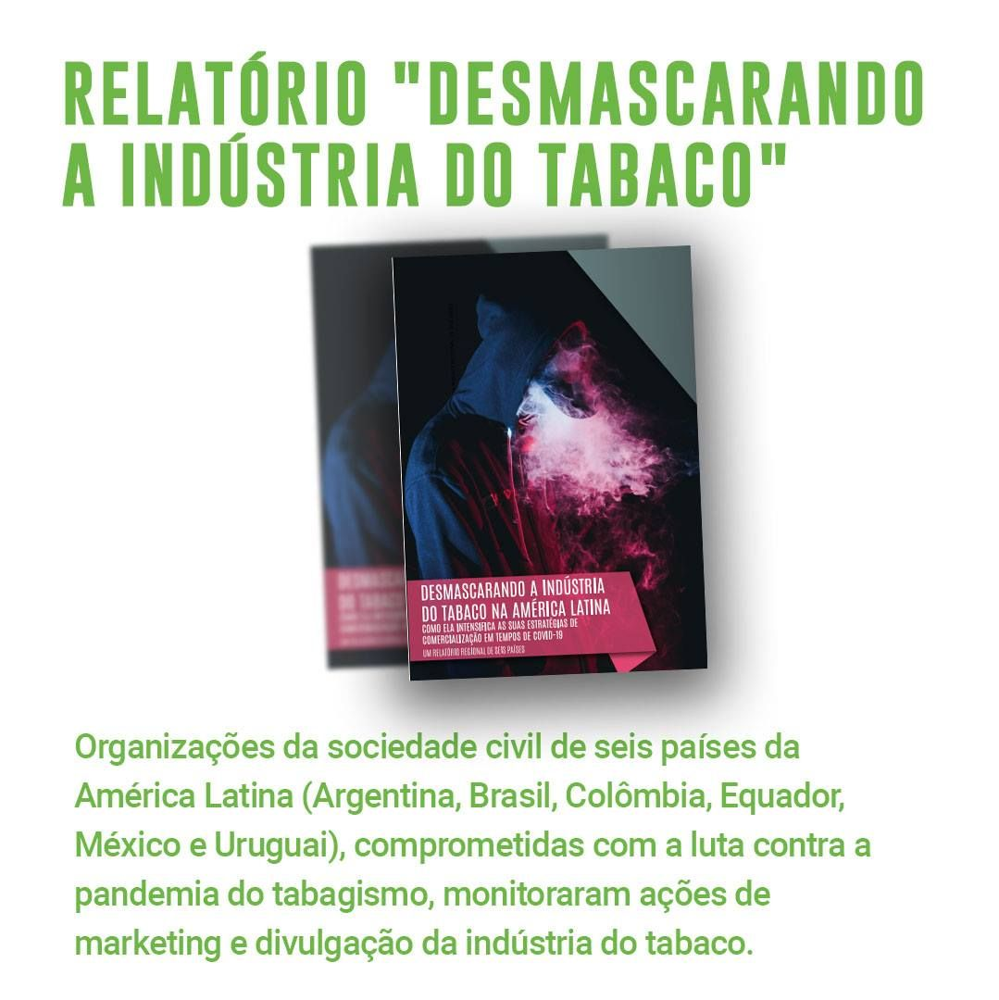 RELATÓRIO "DESMASCARANDO
A INDÚSTRIA DO TABACO"
DESMASCARANDO A INDÚSTRIA
DO TABACO NA AMÉRICA LATINA
COMO ELA INTENSIFICA AS SUAS ESTRATÉGIAS DE
COMERCIALIZAÇÃO EM TEMPOS DE COVID-19
UM RELATÓRIO REGIONAL DE SEIS PAÍSES
Organizações da sociedade civil de seis países da
América Latina (Argentina, Brasil, Colômbia, Equador,
México e Uruguai), comprometidas com a luta contra a
pandemia do tabagismo, monitoraram ações de
marketing e divulgação da indústria do tabaco.